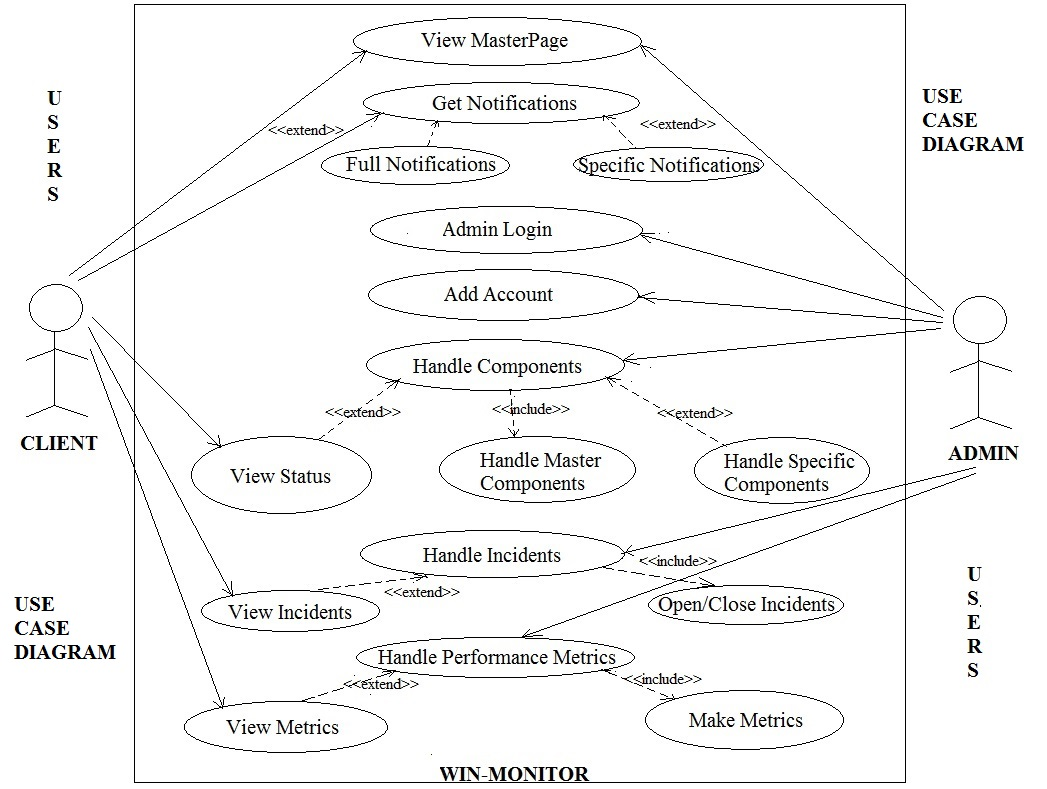 View MasterPage
U
S
E
R
S
Get Notifications
USE
CASE
DIAGRAM
<<extend>>
<<extend>>
Full Notifications
Specific Notifications
Admin Login
Add Account
Handle Components
<<extend>>
<<include>>
<<extend>>
CLIENT
ADMIN
View Status
Handle Master
Components
Handle Specific
Components
Handle Incidents
<<include>>
<<extend>>
View Incidents
Open/Close Incidents
USE
CASE
DIAGRAM
U
S
E
R
S
Handle Performance Metrics
<<extend>>
<<include>>
View Metrics
Make Metrics
WIN-MONITOR